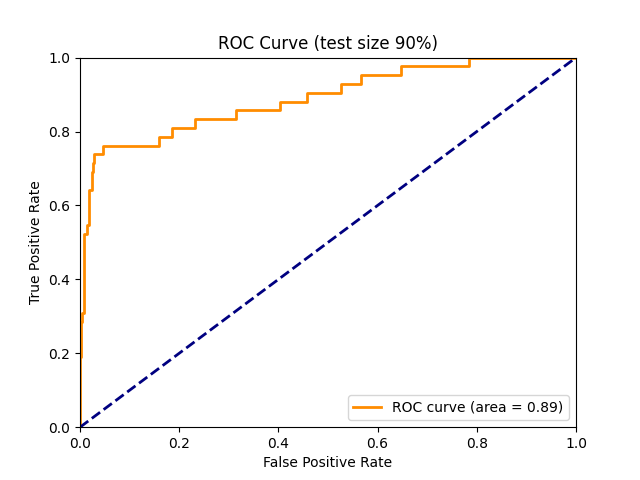 ROC Curve (test size 90%)
1.0
0.8
0.6
0.4
0.2
0.0
True Positive Rate
ROC curve (area = 0.89)
0.0 0.2 0.4 0.6 0.8 1.0
False Positive Rate